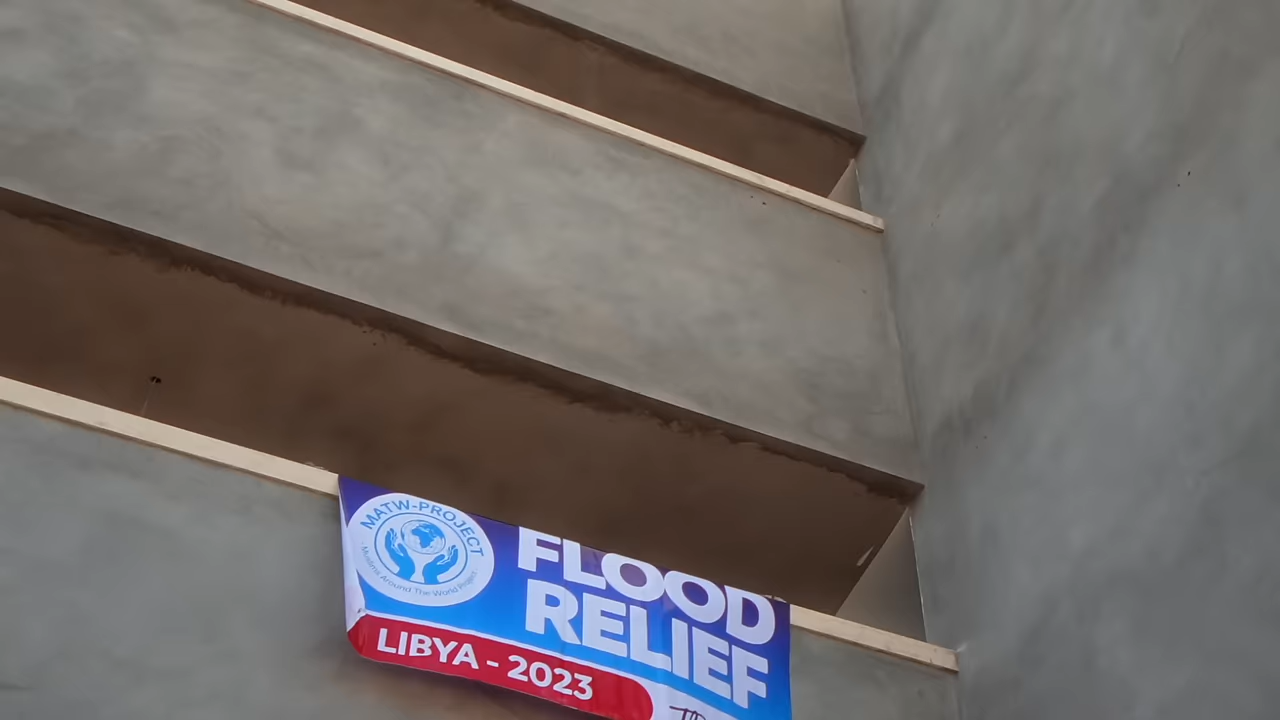 MATW-PROJECT
Muslims Around The World Project
FLOOD
RELIEF
LIBYA - 2023